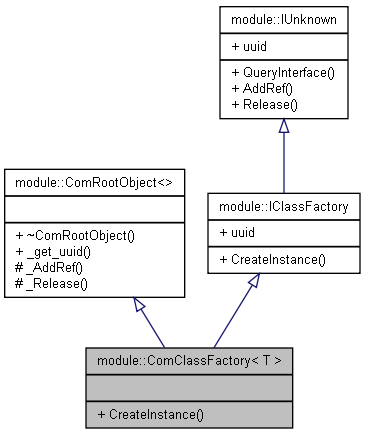 module::IUnknown
+ uuid
+ QueryInterface()
+ AddRef()
+ Release()
module::ComRootObject<>
+ ~ComRootObject()
+ _get_uuid()
# _AddRef()
# _Release()
module::IClassFactory
+ uuid
+ CreateInstance()
module::ComClassFactory< T >
+ CreateInstance()